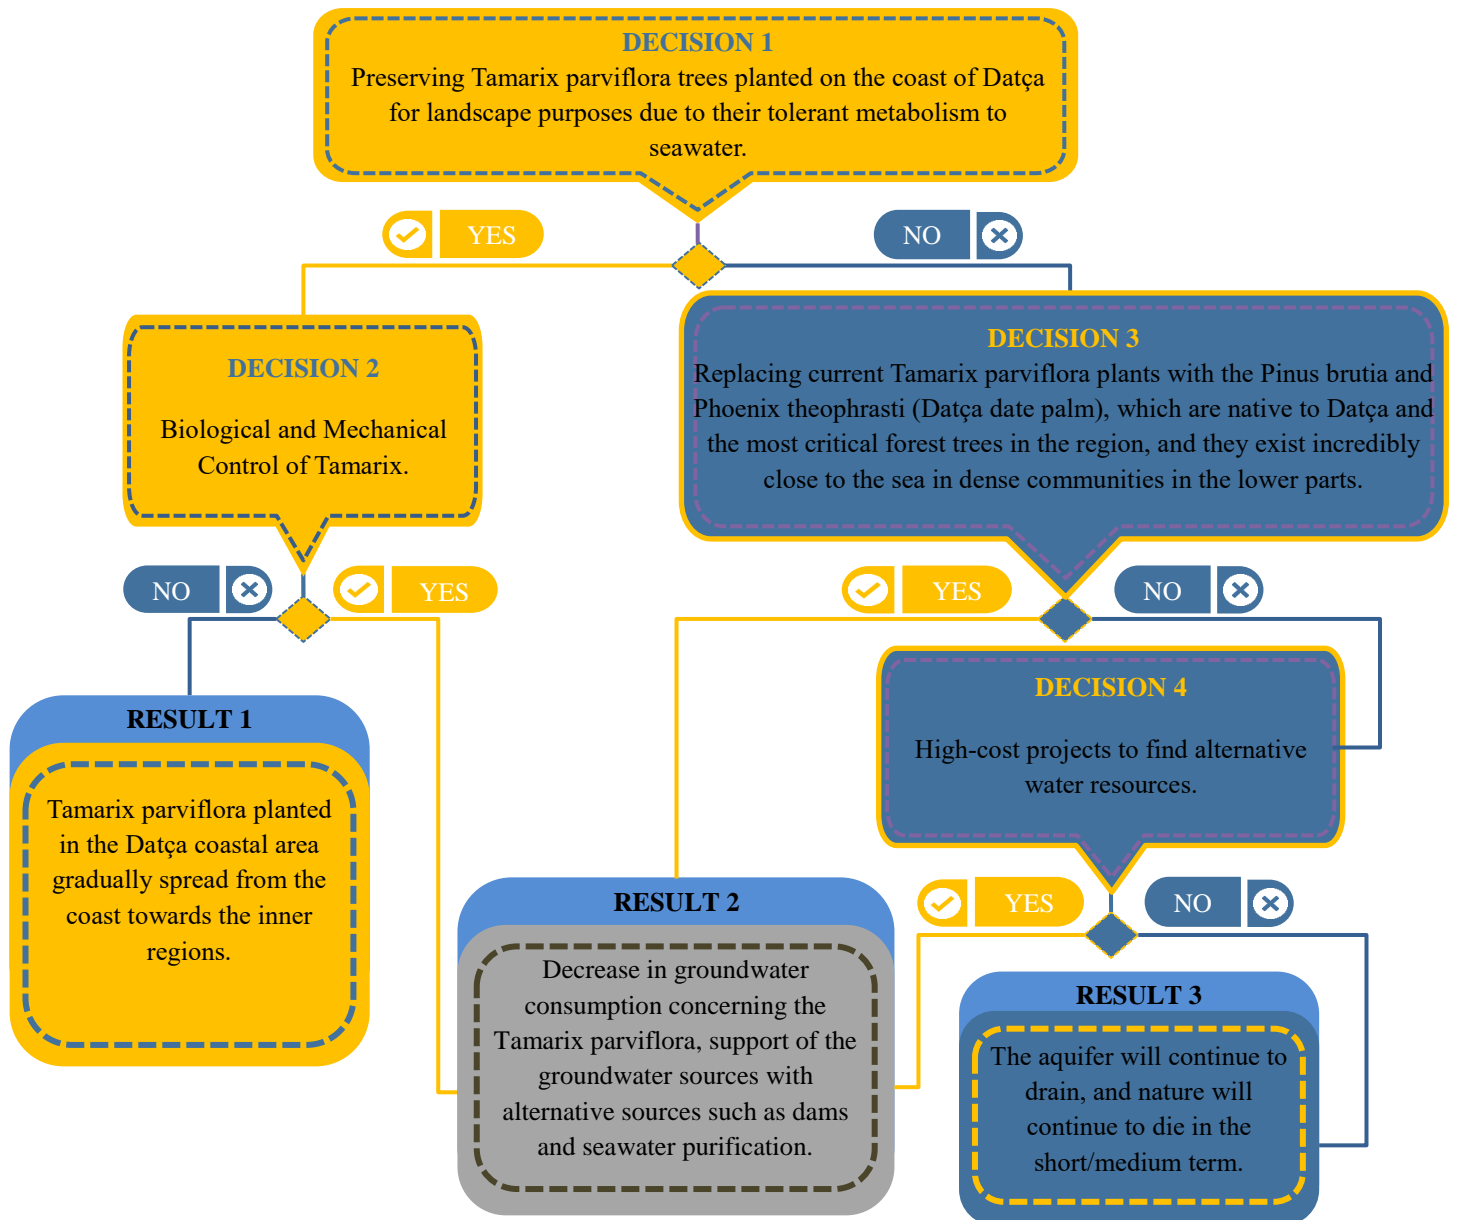 DECISION 1
Preserving Tamarix parviflora trees planted on the coast of Datça
for landscape purposes due to their tolerant metabolism to
seawater.
YES
NO
DECISION 2
Biological and Mechanical
Control of Tamarix.
DECISION 3
Replacing current Tamarix parviflora plants with the Pinus brutia and
Phoenix theophrasti (Datça date palm), which are native to Datça and
the most critical forest trees in the region, and they exist incredibly
close to the sea in dense communities in the lower parts.
NO
YES
YES
NO
RESULT 1
Tamarix parviflora planted
in the Datça coastal area
gradually spread from the
coast towards the inner
regions.
DECISION 4
High-cost projects to find alternative
water resources.
YES
NO
RESULT 2
Decrease in groundwater
consumption concerning the
Tamarix parviflora, support of the
groundwater sources with
alternative sources such as dams
and seawater purification.
RESULT 3
The aquifer will continue to
drain, and nature will
continue to die in the
short/medium term.